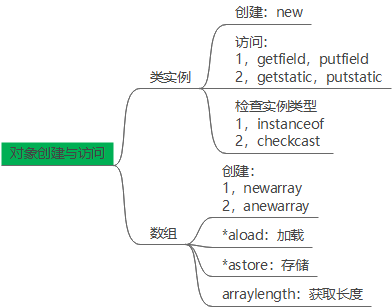 对象创建与访问
类实例
创建：new
访问：
1，getfield，putfield
2，getstatic，putstatic
检查实例类型
1，instanceof
2，checkcast
数组
创建：
1，newarray
2，anewarray
*aload：加载
*astore：存储
arraylength：获取长度